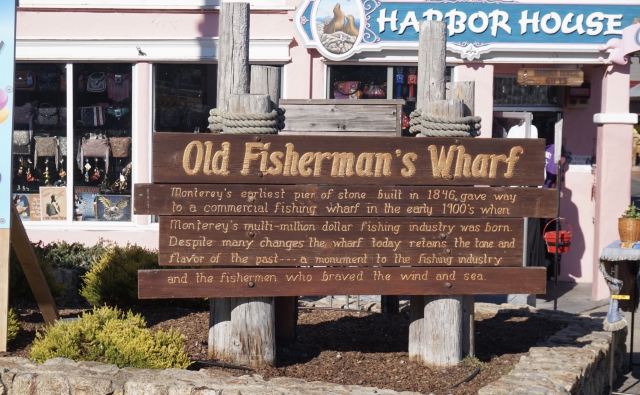 HARBOR HOUSE
Old Fisherman's Wharf
Monterey's earliest pier of stone built in 1846, gave way
to a commercial fishing wharf in the early 1900's when
Monterey's multi-million dollar fishing industry was born.
Despite many changes the wharf today retains the tone and
flavor of the past---a monument to the fishing industry
and the fishermen who braved the wind and sea.